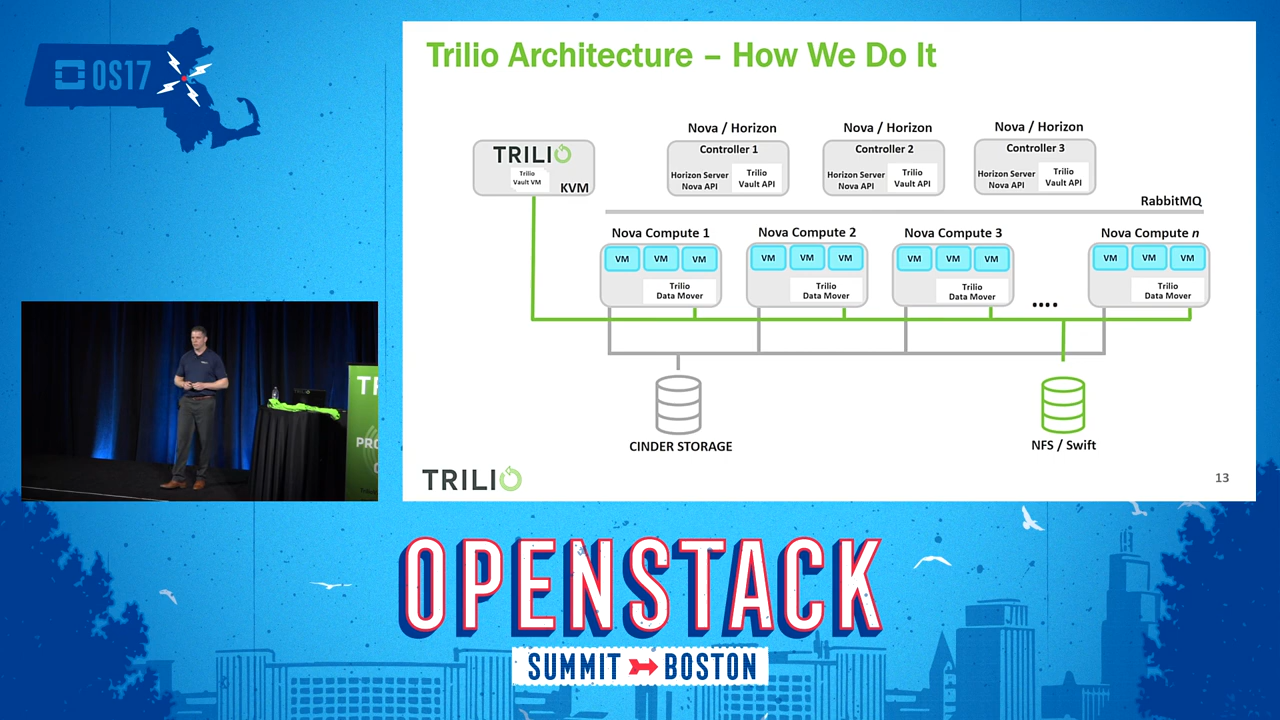 OS17
Trilio Architecture – How We Do It
Nova / Horizon
Nova / Horizon
Nova / Horizon
TRILIO
Trilio
Vault VM
KVM
Controller 1
Horizon Server
Nova API
Trilio
Vault API
Controller 2
Horizon Server
Nova API
Trilio
Vault API
Controller 3
Horizon Server
Nova API
Trilio
Vault API
RabbitMQ
Nova Compute 1
VM VM VM
Trilio
Data Mover
Nova Compute 2
VM VM VM
Trilio
Data Mover
Nova Compute 3
VM VM VM
Trilio
Data Mover
....
Nova Compute n
VM VM VM
Trilio
Data Mover
CINDER STORAGE
NFS / Swift
TRILIO
13
OPENSTACK
SUMMIT BOSTON